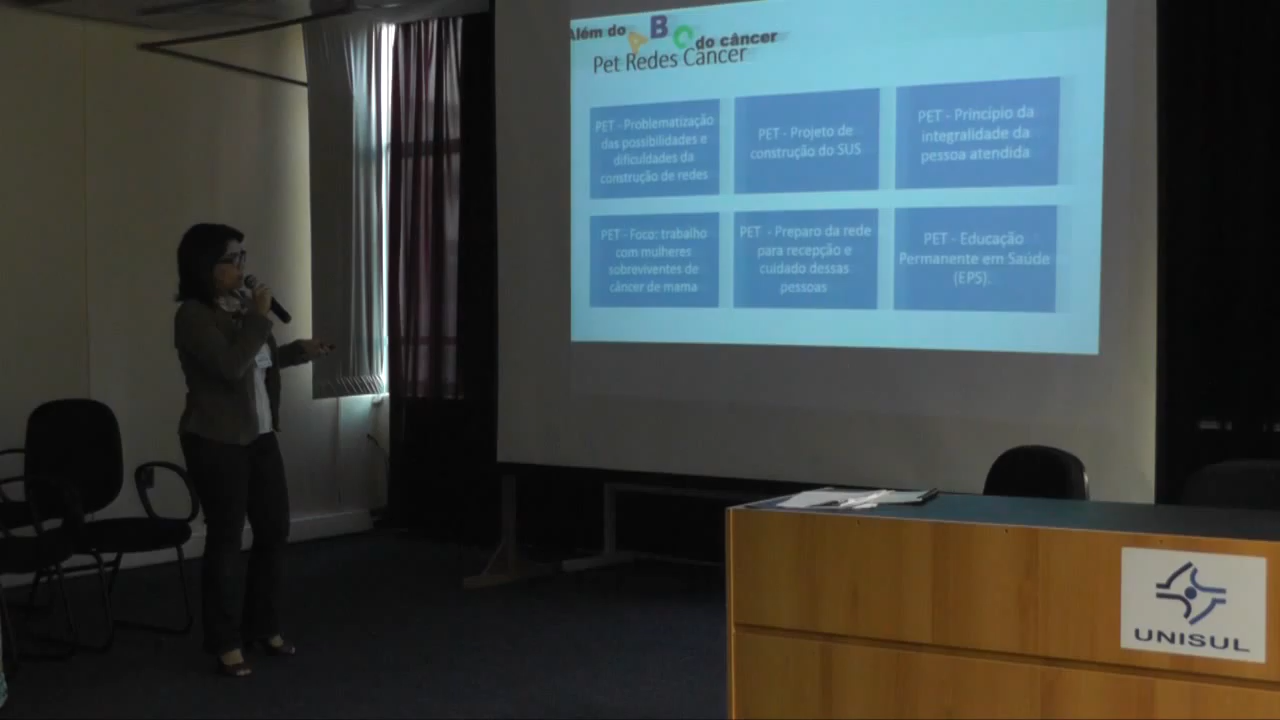 Além do ABC do câncer
Pet Redes Câncer
PET - Problematização
das possibilidades e
dificuldades da
construção de redes
PET - Projeto de
construção do SUS
PET - Princípio da
integralidade da
pessoa atendida
PET - Foco: trabalho
com mulheres
sobreviventes de
câncer de mama
PET - Preparo da rede
para recepção e
cuidado dessas
pessoas
PET - Educação
Permanente em Saúde
(EPS).
UNISUL